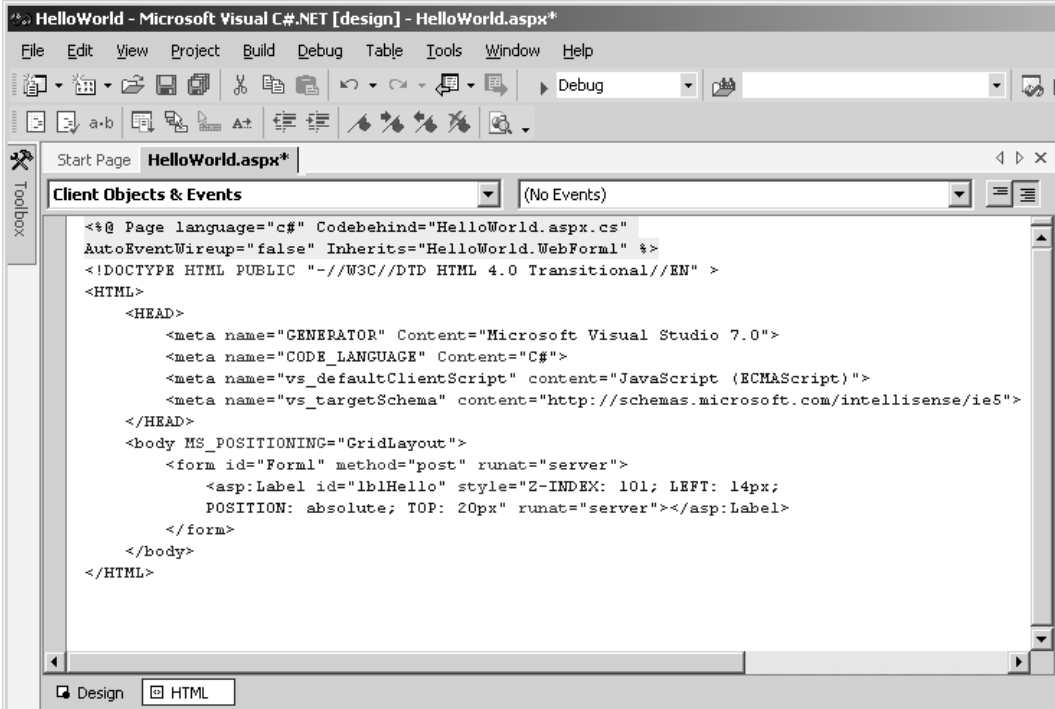 HelloWorld - Microsoft Visual C#.NET [design] - HelloWorld.aspx*
File Edit View Project Build Debug Table Tools Window Help
Debug
a·b
Toolbox
Start Page HelloWorld.aspx*
Client Objects & Events (No Events)
<%@ Page language="c#" Codebehind="HelloWorld.aspx.cs"
AutoEventWireup="false" Inherits="HelloWorld.WebForm1" %>
<!DOCTYPE HTML PUBLIC "-//W3C//DTD HTML 4.0 Transitional//EN" >
<HTML>
<HEAD>
<meta name="GENERATOR" Content="Microsoft Visual Studio 7.0">
<meta name="CODE_LANGUAGE" Content="C#">
<meta name="vs_defaultClientScript" content="JavaScript (ECMAScript)">
<meta name="vs_targetSchema" content="http://schemas.microsoft.com/intellisense/ie5">
</HEAD>
<body MS_POSITIONING="GridLayout">
<form id="Form1" method="post" runat="server">
<asp:Label id="lblHello" style="Z-INDEX: 101; LEFT: 14px;
POSITION: absolute; TOP: 20px" runat="server"></asp:Label>
</form>
</body>
</HTML>
Design HTML